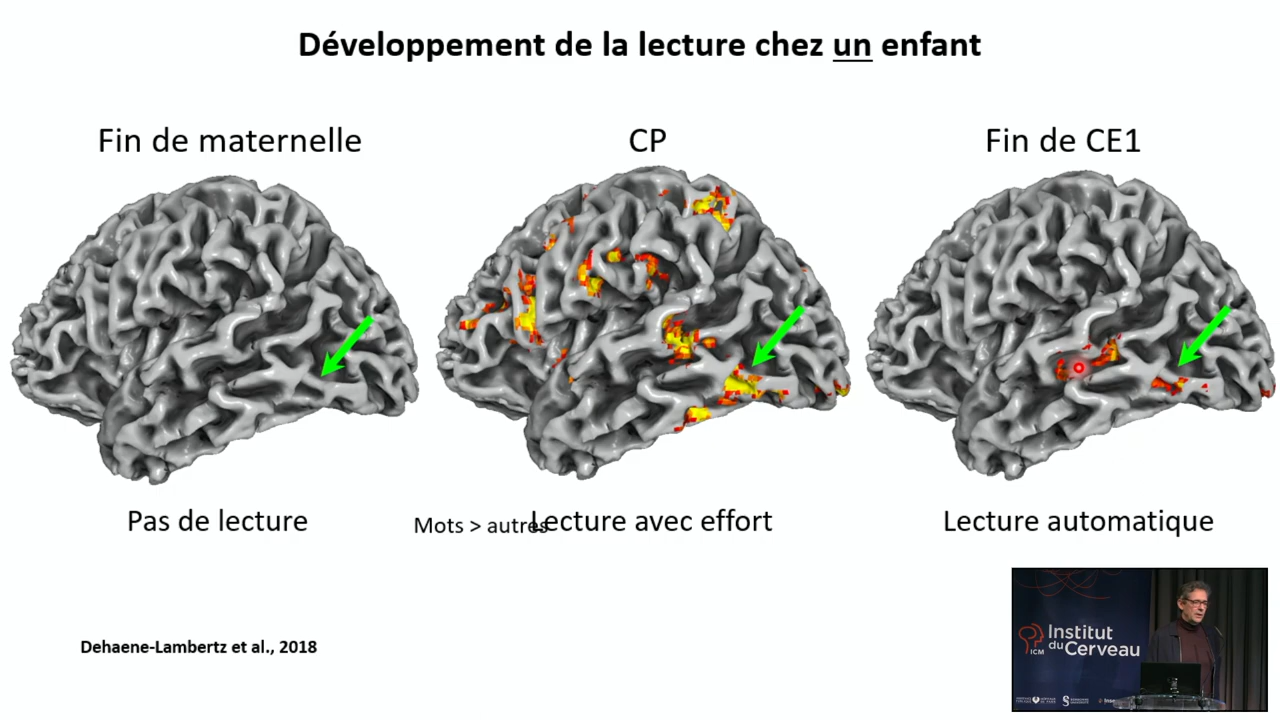 Développement de la lecture chez un enfant
Fin de maternelle
CP
Fin de CE1
Pas de lecture
Mots > autres
Lecture avec effort
Lecture automatique
Dehaene-Lambertz et al., 2018
Institut
du Cerveau
ICM